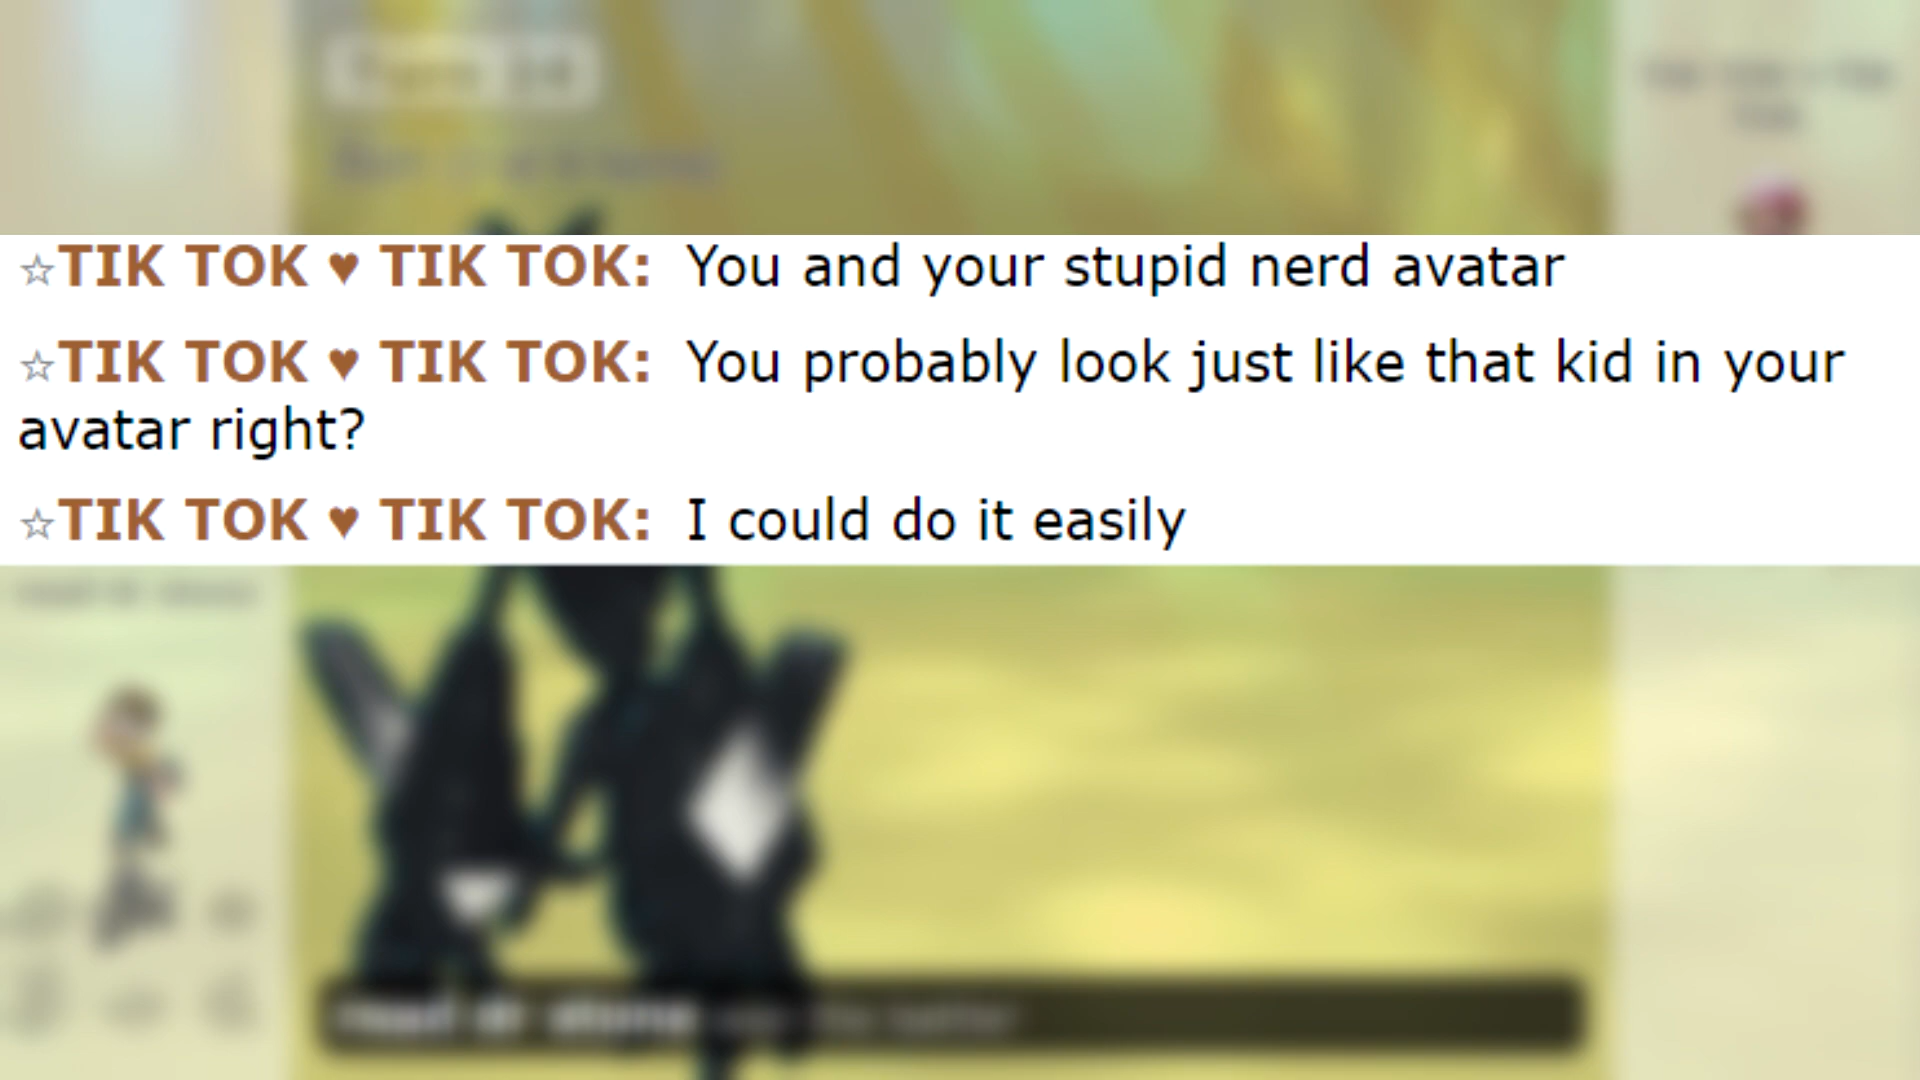 ☆TIK TOK ♥ TIK TOK: You and your stupid nerd avatar
☆TIK TOK ♥ TIK TOK: You probably look just like that kid in your
avatar right?
☆TIK TOK ♥ TIK TOK: I could do it easily